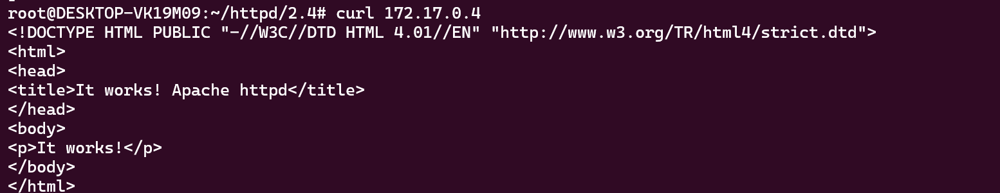 root@DESKTOP-VK19M09:~/httpd/2.4# curl 172.17.0.4
<!DOCTYPE HTML PUBLIC "-//W3C//DTD HTML 4.01//EN" "http://www.w3.org/TR/html4/strict.dtd">
<html>
<head>
<title>It works! Apache httpd</title>
</head>
<body>
<p>It works!</p>
</body>
</html>